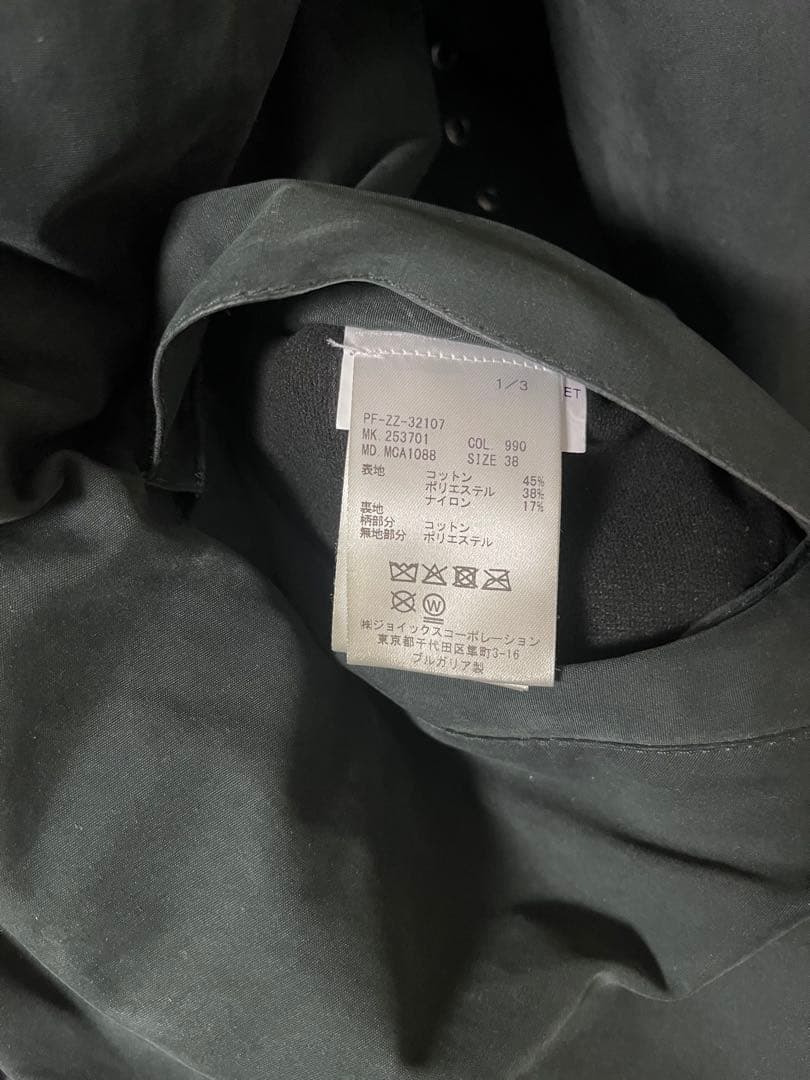 1/3
ET
PF-ZZ-32107
MK. 253701 COL. 990
MD. MCA1088 SIZE 38
表地 コットン 45%
ポリエステル 38%
ナイロン 17%
裏地
柄部分 コットン
無地部分 ポリエステル
W
㈱ジョイックスコーポレーション
東京都千代田区隼町3-16
ブルガリア製